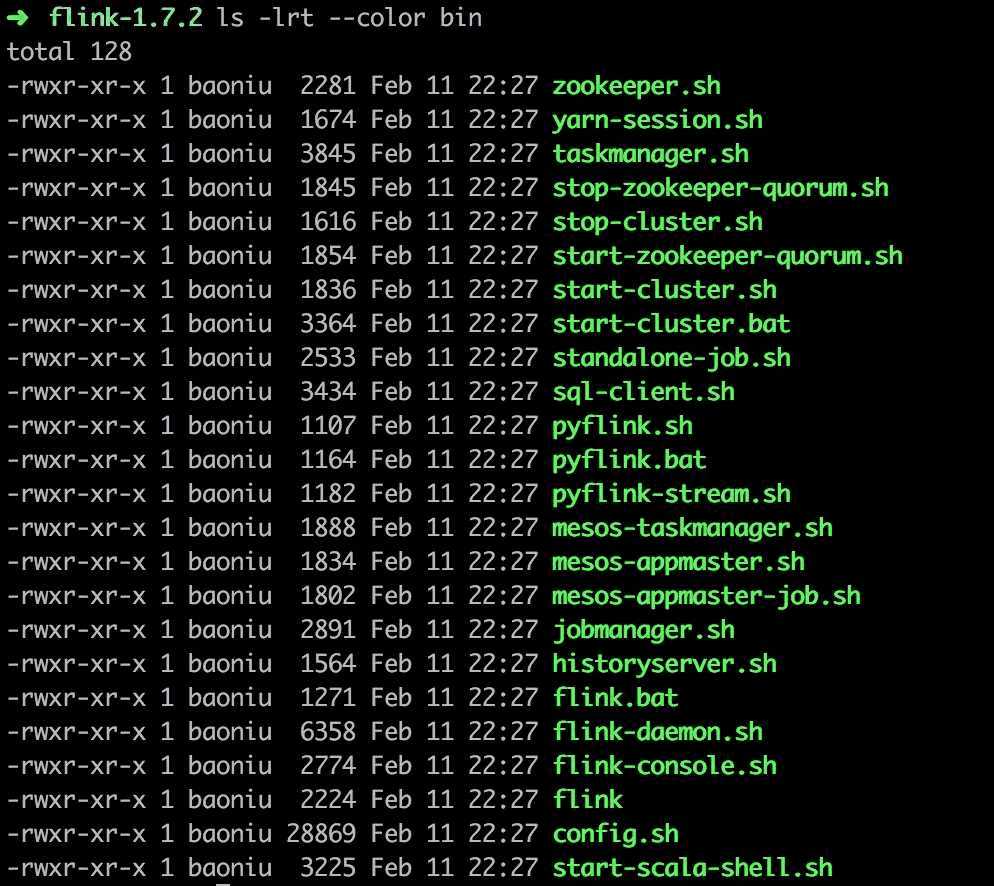 ➜ flink-1.7.2 ls -lrt --color bin
total 128
-rwxr-xr-x 1 baoniu  2281 Feb 11 22:27 zookeeper.sh
-rwxr-xr-x 1 baoniu  1674 Feb 11 22:27 yarn-session.sh
-rwxr-xr-x 1 baoniu  3845 Feb 11 22:27 taskmanager.sh
-rwxr-xr-x 1 baoniu  1845 Feb 11 22:27 stop-zookeeper-quorum.sh
-rwxr-xr-x 1 baoniu  1616 Feb 11 22:27 stop-cluster.sh
-rwxr-xr-x 1 baoniu  1854 Feb 11 22:27 start-zookeeper-quorum.sh
-rwxr-xr-x 1 baoniu  1836 Feb 11 22:27 start-cluster.sh
-rwxr-xr-x 1 baoniu  3364 Feb 11 22:27 start-cluster.bat
-rwxr-xr-x 1 baoniu  2533 Feb 11 22:27 standalone-job.sh
-rwxr-xr-x 1 baoniu  3434 Feb 11 22:27 sql-client.sh
-rwxr-xr-x 1 baoniu  1107 Feb 11 22:27 pyflink.sh
-rwxr-xr-x 1 baoniu  1164 Feb 11 22:27 pyflink.bat
-rwxr-xr-x 1 baoniu  1182 Feb 11 22:27 pyflink-stream.sh
-rwxr-xr-x 1 baoniu  1888 Feb 11 22:27 mesos-taskmanager.sh
-rwxr-xr-x 1 baoniu  1834 Feb 11 22:27 mesos-appmaster.sh
-rwxr-xr-x 1 baoniu  1802 Feb 11 22:27 mesos-appmaster-job.sh
-rwxr-xr-x 1 baoniu  2891 Feb 11 22:27 jobmanager.sh
-rwxr-xr-x 1 baoniu  1564 Feb 11 22:27 historyserver.sh
-rwxr-xr-x 1 baoniu  1271 Feb 11 22:27 flink.bat
-rwxr-xr-x 1 baoniu  6358 Feb 11 22:27 flink-daemon.sh
-rwxr-xr-x 1 baoniu  2774 Feb 11 22:27 flink-console.sh
-rwxr-xr-x 1 baoniu  2224 Feb 11 22:27 flink
-rwxr-xr-x 1 baoniu 28869 Feb 11 22:27 config.sh
-rwxr-xr-x 1 baoniu  3225 Feb 11 22:27 start-scala-shell.sh